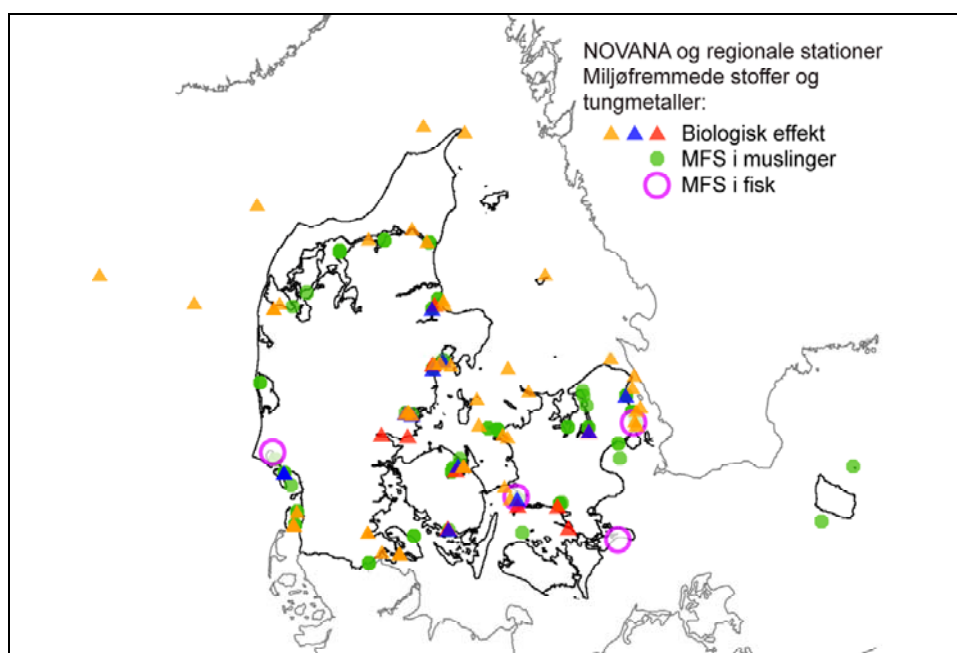 NOVANA og regionale stationer
Miljøfremmede stoffer og
tungmetaller:
Biologisk effekt
MFS i muslinger
MFS i fisk